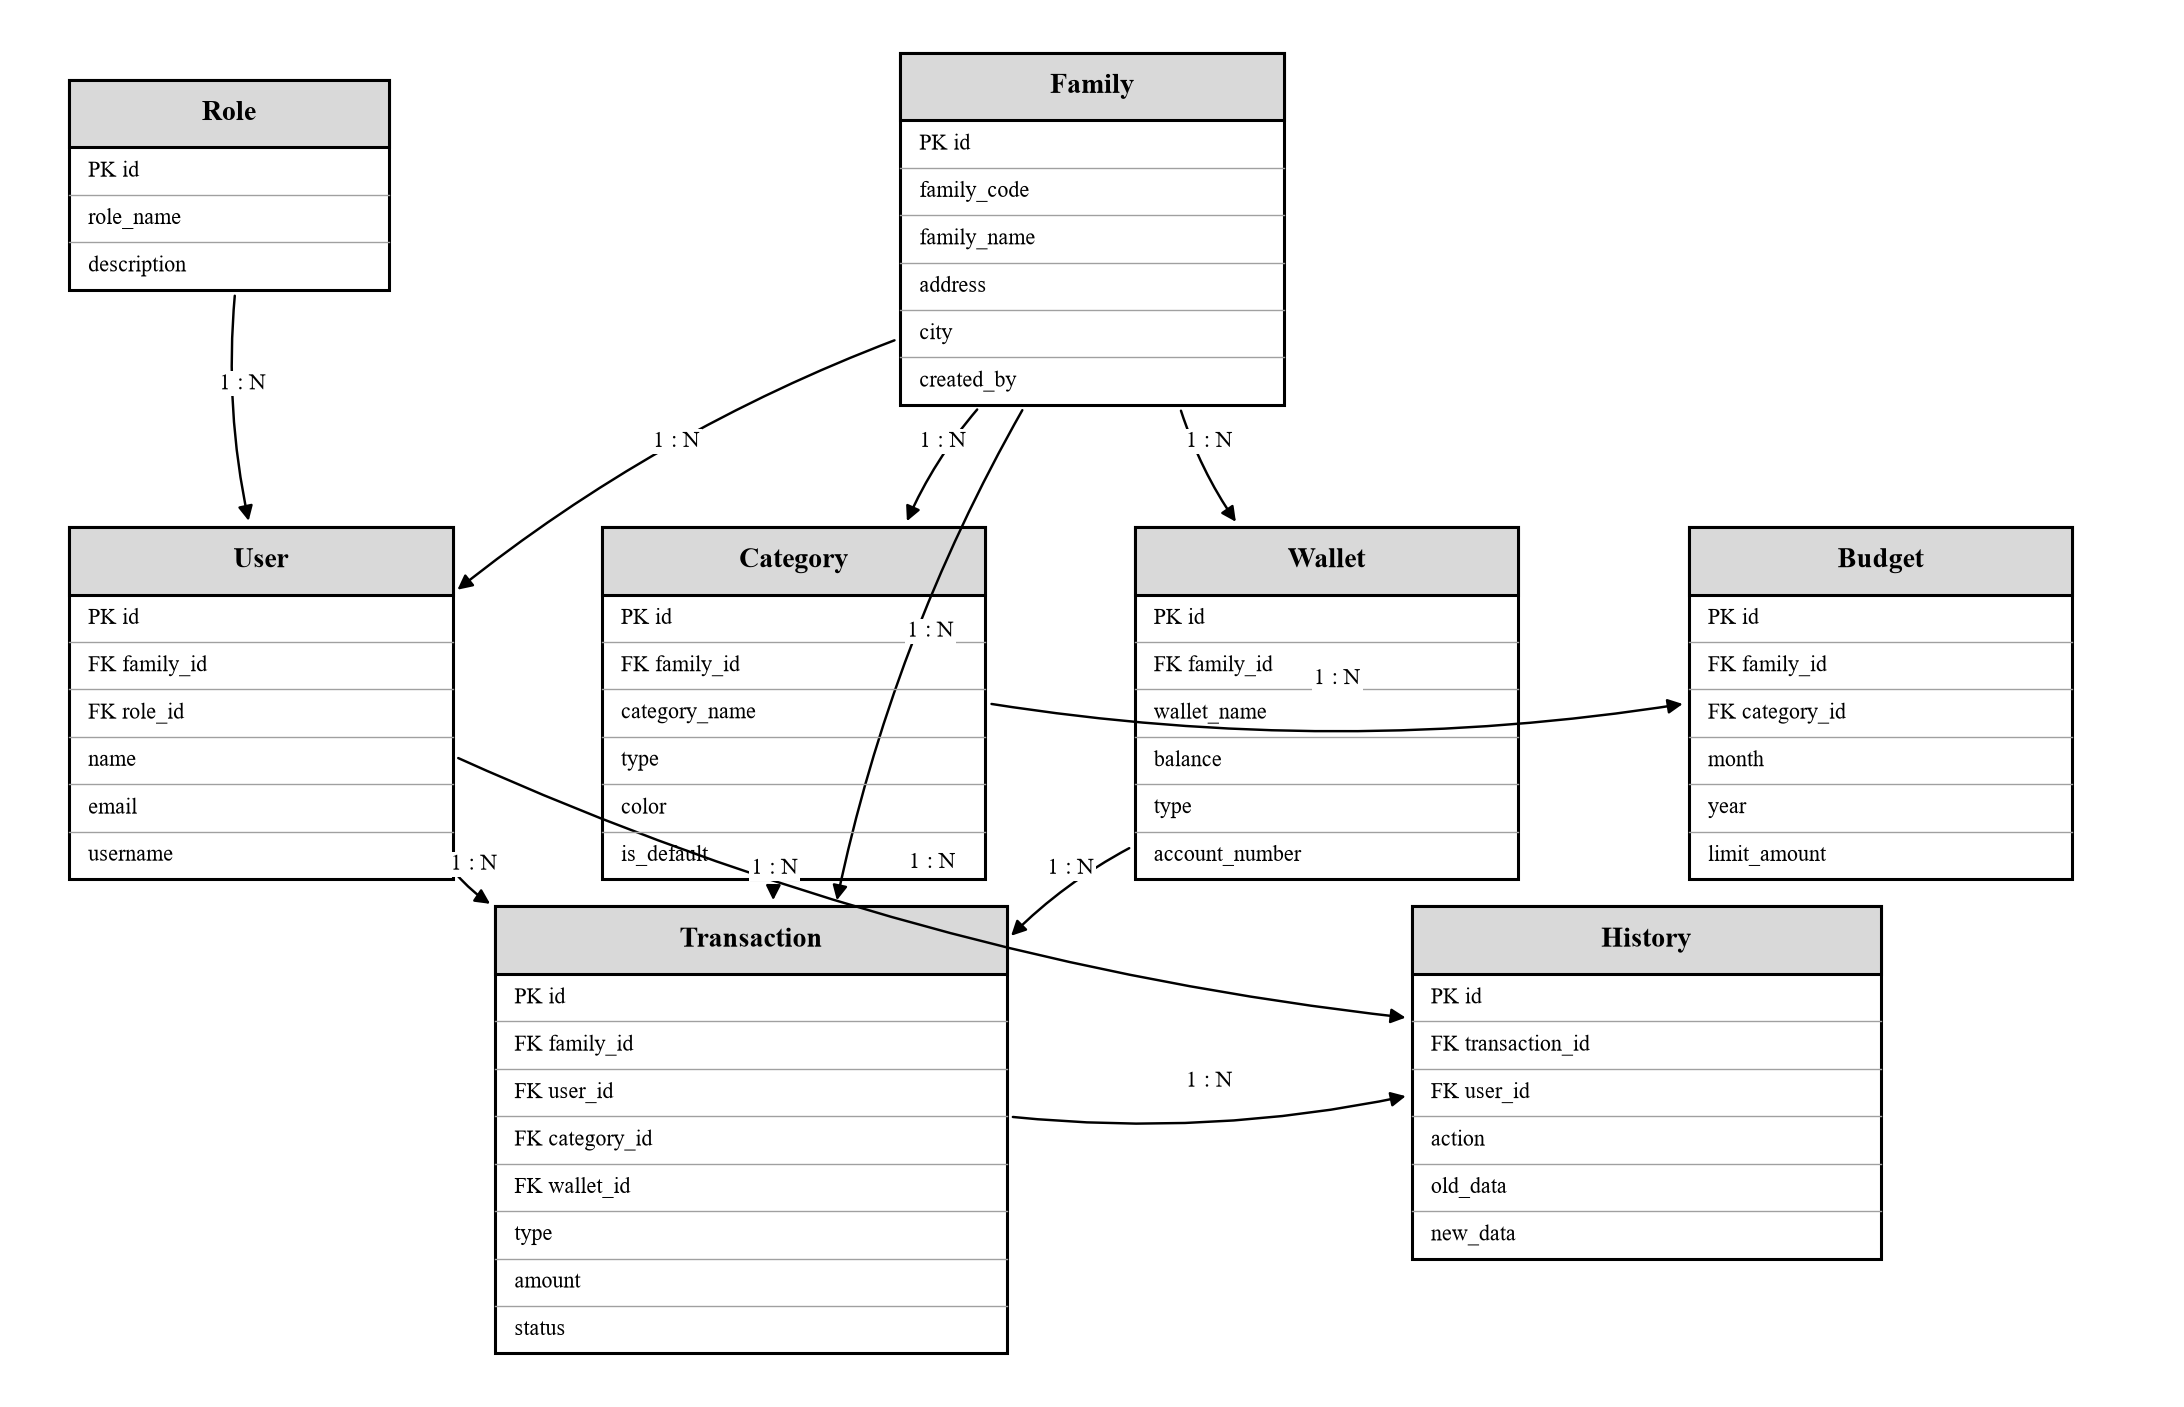 Role
PK id
role_name
description
Family
PK id
family_code
family_name
address
city
created_by
1 : N
1 : N
1 : N
1 : N
User
PK id
FK family_id
FK role_id
name
email
username
Category
PK id
FK family_id
category_name
type
color
is_default
1 : N
Wallet
PK id
FK family_id
wallet_name
balance
type
account_number
1 : N
Budget
PK id
FK family_id
FK category_id
month
year
limit_amount
1 : N
1 : N
1 : N
1 : N
Transaction
PK id
FK family_id
FK user_id
FK category_id
FK wallet_id
type
amount
status
1 : N
History
PK id
FK transaction_id
FK user_id
action
old_data
new_data